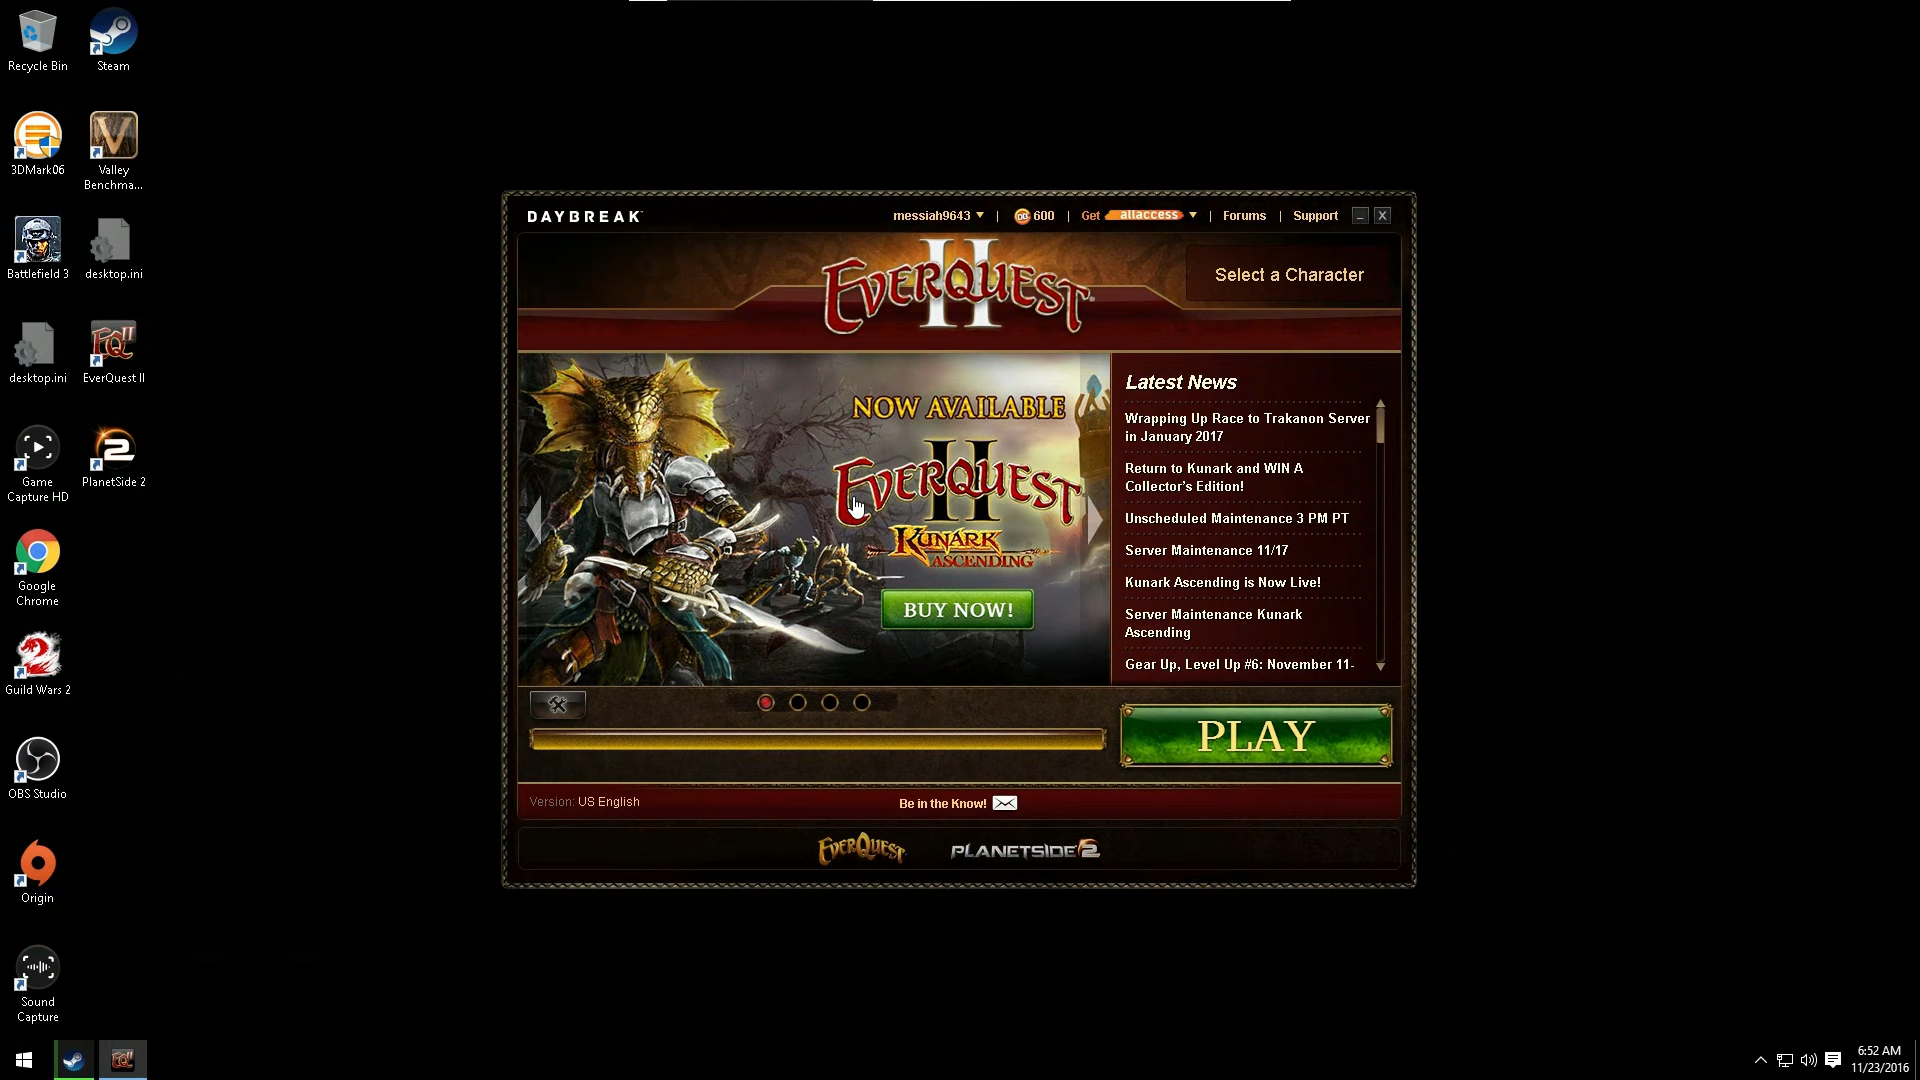 Recycle Bin
Steam
3DMark06
Valley
Benchma...
Battlefield 3
desktop.ini
desktop.ini
EverQuest II
Game
Capture HD
PlanetSide 2
Google
Chrome
Guild Wars 2
OBS Studio
Origin
Sound
Capture
DAYBREAK
messiah9643 | 600 | Get allaccess | Forums | Support
EVERQUEST II
Select a Character
NOW AVAILABLE
EVERQUEST II
KUNARK
ASCENDING
BUY NOW!
Latest News
Wrapping Up Race to Trakanon Server
in January 2017
Return to Kunark and WIN A
Collector's Edition!
Unscheduled Maintenance 3 PM PT
Server Maintenance 11/17
Kunark Ascending is Now Live!
Server Maintenance Kunark
Ascending
Gear Up, Level Up #6: November 11-
PLAY
Version: US English
Be in the Know!
EVERQUEST
PLANETSIDE 2
6:52 AM
11/23/2016